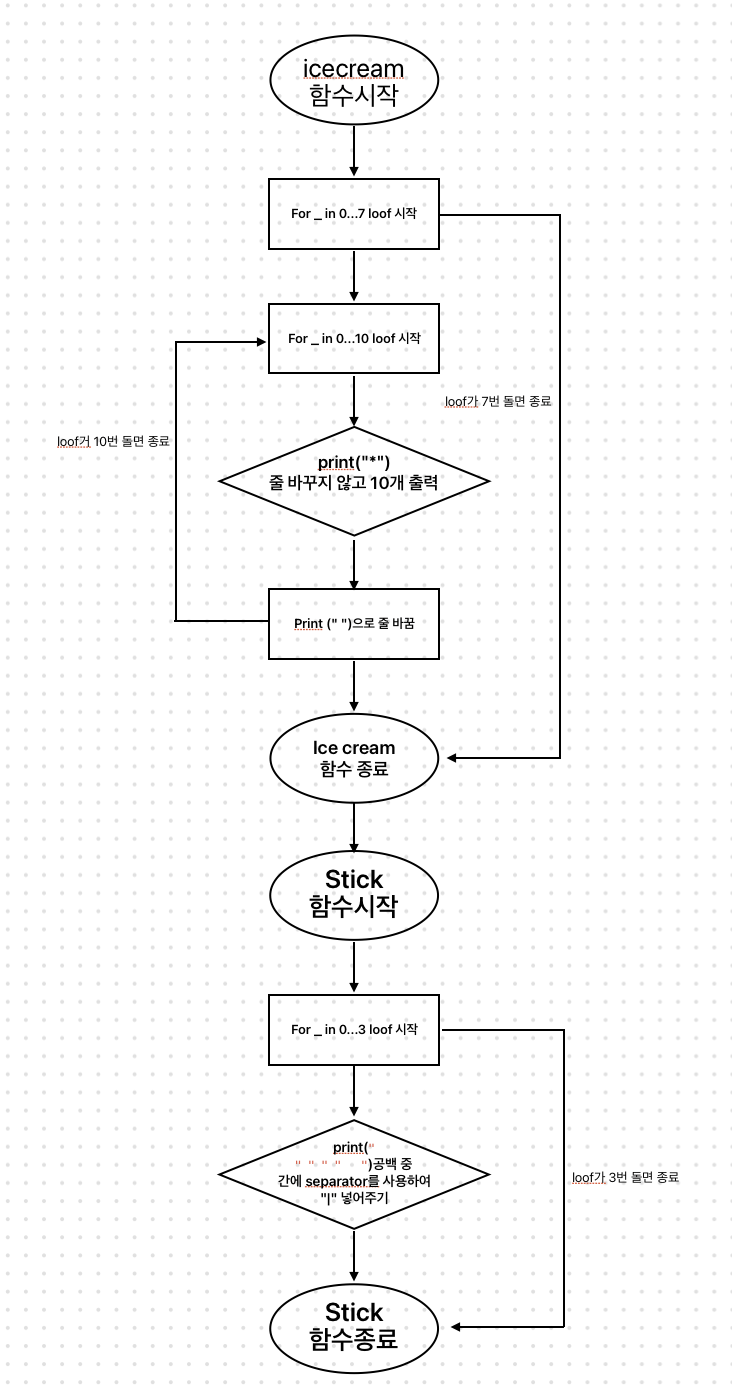 icecream
함수시작
For _ in 0...7 loof 시작
For _ in 0...10 loof 시작
loof가 7번 돌면 종료
loof거 10번 돌면 종료
print("*")
줄 바꾸지 않고 10개 출력
Print (" ")으로 줄 바꿈
Ice cream
함수 종료
Stick
함수시작
For _ in 0...3 loof 시작
print("
" " " "   ")공백 중
간에 separator를 사용하여
"|" 넣어주기
loof가 3번 돌면 종료
Stick
함수종료